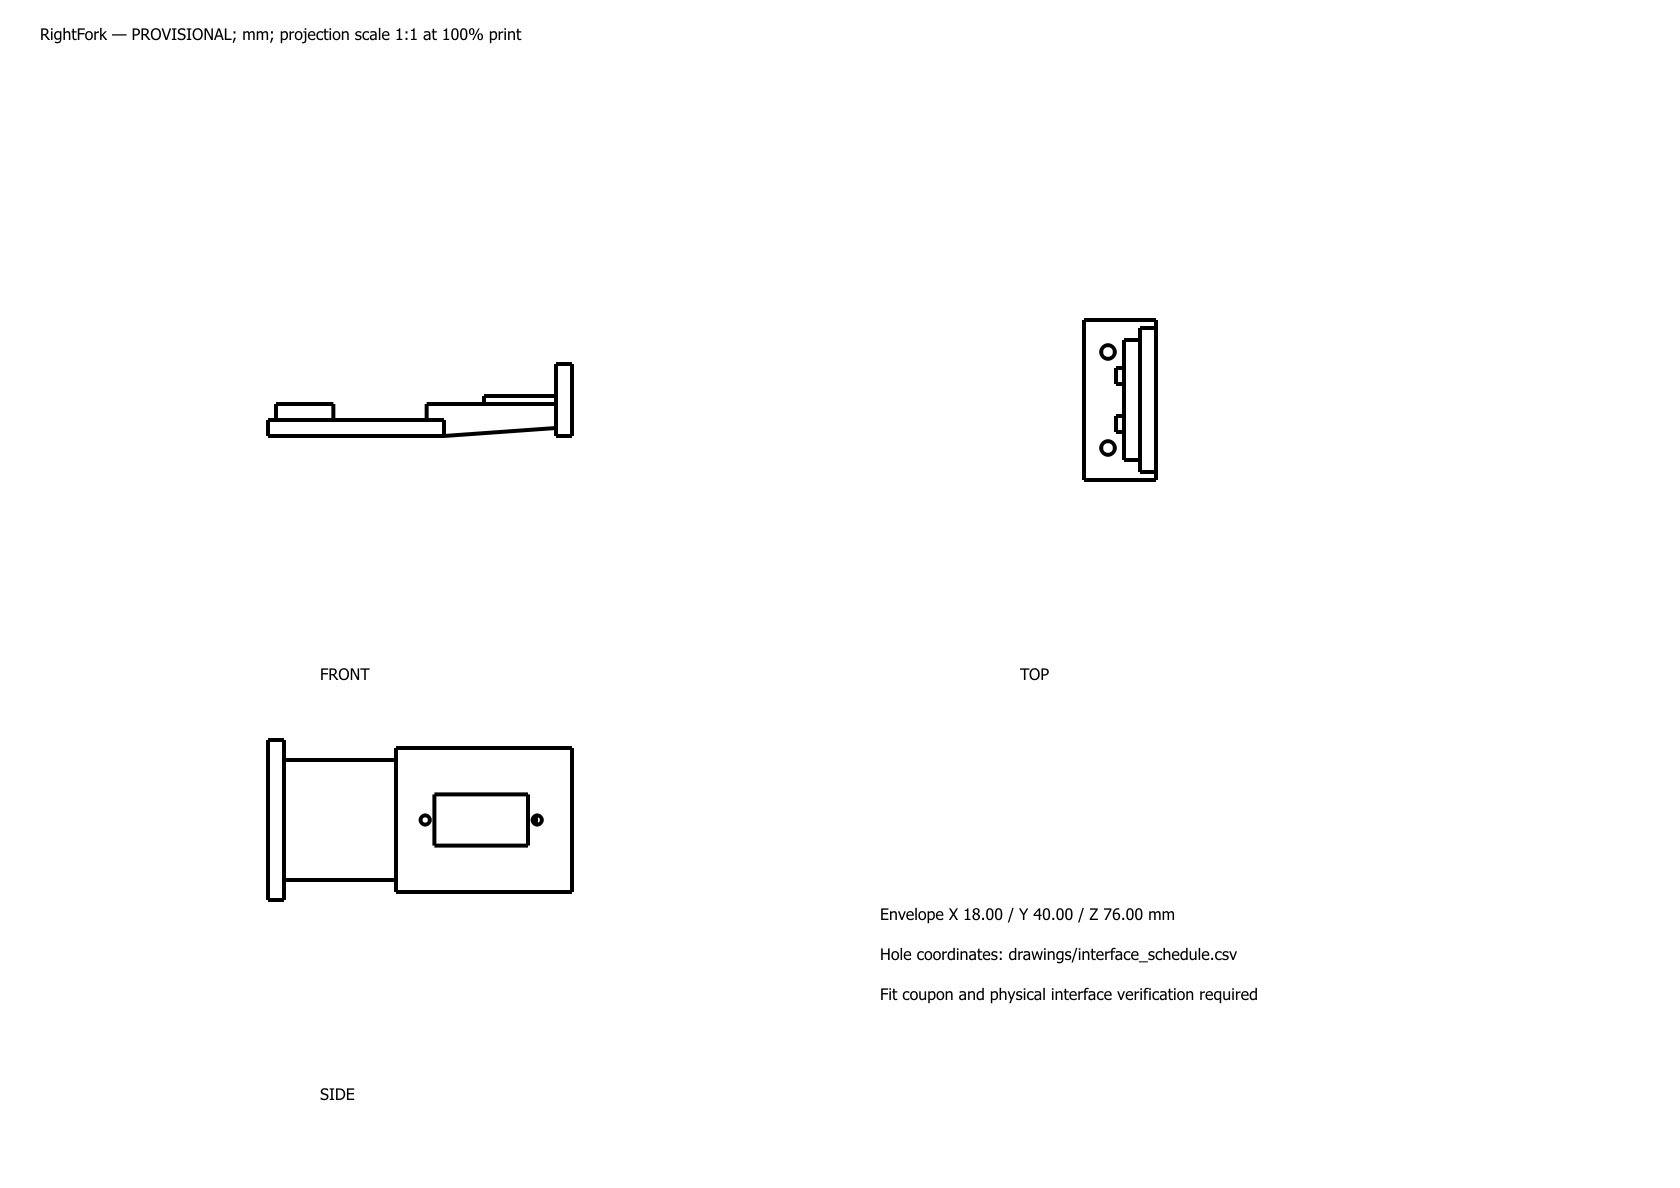 RightFork — PROVISIONAL; mm; projection scale 1:1 at 100% print
FRONT
TOP
Envelope X 18.00 / Y 40.00 / Z 76.00 mm
Hole coordinates: drawings/interface_schedule.csv
Fit coupon and physical interface verification required
SIDE